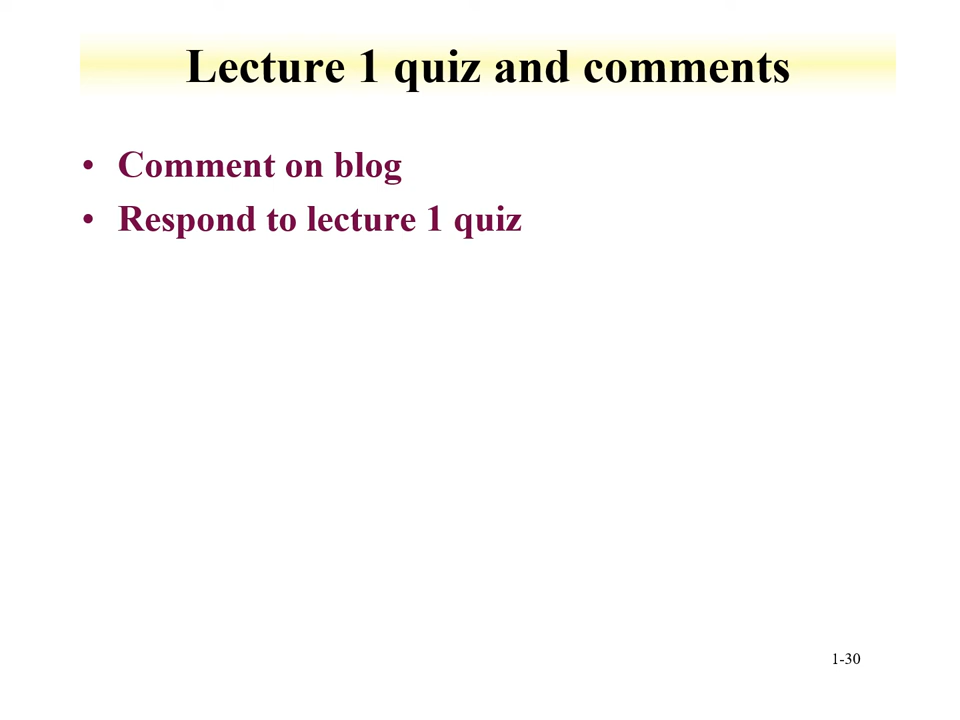 Lecture 1 quiz and comments
• Comment on blog
• Respond to lecture 1 quiz
1-30